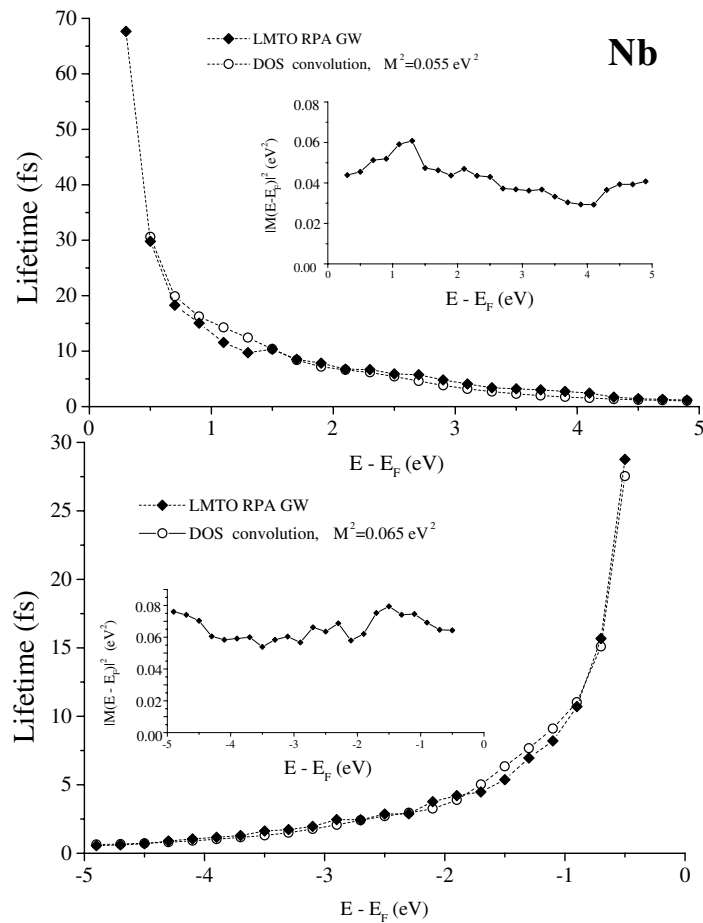 70
60
50
40
30
20
10
0
Lifetime (fs)
LMTO RPA GW
DOS convolution, M²=0.055 eV²
Nb
0.08
0.06
0.04
0.02
0.00
|M(E-E_F)|² (eV²)
0 1 2 3 4 5
E - E_F (eV)
0 1 2 3 4 5
E - E_F (eV)
30
25
20
15
10
5
0
Lifetime (fs)
LMTO RPA GW
DOS convolution, M²=0.065 eV²
0.08
0.06
0.04
0.02
0.00
|M(E - E_F)|² (eV²)
-5 -4 -3 -2 -1 0
E - E_F (eV)
-5 -4 -3 -2 -1 0
E - E_F (eV)